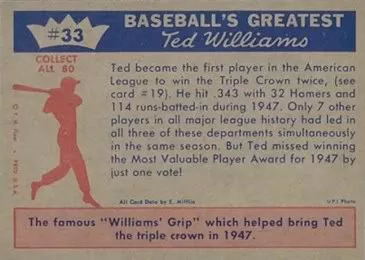 #33
BASEBALL'S GREATEST
Ted Williams
COLLECT
ALL 80
Ted became the first player in the American
League to win the Triple Crown twice, (see
card #19). He hit .343 with 32 Homers and
114 runs-batted-in during 1947. Only 7 other
players in all major league history had led in
all three of these departments simultaneously
in the same season. But Ted missed winning
the Most Valuable Player Award for 1947 by
just one vote!
All Card Data by E. Mifflin
UPI Photo
The famous "Williams' Grip" which helped bring Ted
the triple crown in 1947.